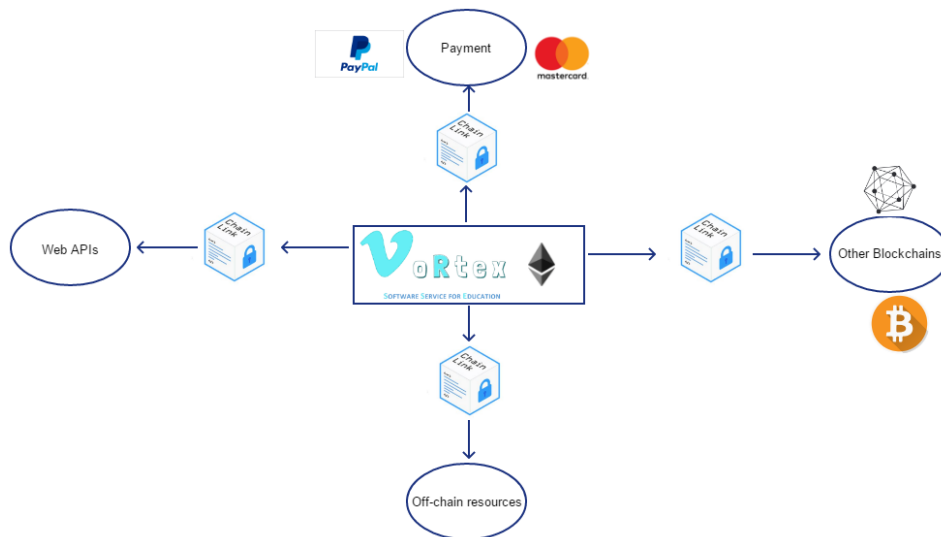 PayPal
Payment
mastercard.
Chain
Link
Chain
Link
Chain
Link
Web APIs
VoRtex
SOFTWARE SERVICE FOR EDUCATION
Other Blockchains
Chain
Link
Off-chain resources